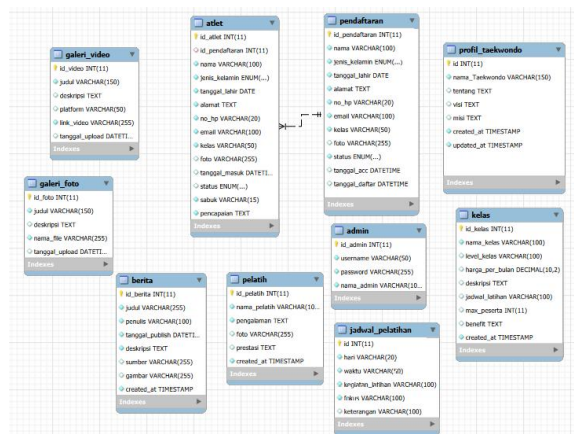 galeri_video
id_video INT(11)
judul VARCHAR(150)
deskripsi TEXT
platform VARCHAR(50)
link_video VARCHAR(255)
tanggal_upload DATETI...
Indexes
galeri_foto
id_foto INT(11)
judul VARCHAR(150)
deskripsi TEXT
nama_file VARCHAR(255)
tanggal_upload DATETI...
Indexes
atlet
id_atlet INT(11)
id_pendaftaran INT(11)
nama VARCHAR(100)
jenis_kelamin ENUM(...)
tanggal_lahir DATE
alamat TEXT
no_hp VARCHAR(20)
email VARCHAR(100)
kelas VARCHAR(50)
foto VARCHAR(255)
tanggal_masuk DATETI...
status ENUM(...)
sabuk VARCHAR(15)
pencapaian TEXT
Indexes
pendaftaran
id_pendaftaran INT(11)
nama VARCHAR(100)
jenis_kelamin ENUM(...)
tanggal_lahir DATE
alamat TEXT
no_hp VARCHAR(20)
email VARCHAR(100)
kelas VARCHAR(50)
foto VARCHAR(255)
status ENUM(...)
tanggal_acc DATETIME
tanggal_daftar DATETIME
Indexes
profil_taekwondo
id INT(11)
nama_Taekwondo VARCHAR(150)
tentang TEXT
visi TEXT
misi TEXT
created_at TIMESTAMP
updated_at TIMESTAMP
Indexes
berita
id_berita INT(11)
judul VARCHAR(255)
penulis VARCHAR(100)
tanggal_publish DATETI...
deskripsi TEXT
sumber VARCHAR(255)
gambar VARCHAR(255)
created_at TIMESTAMP
Indexes
pelatih
id_pelatih INT(11)
nama_pelatih VARCHAR(10...
pengalaman TEXT
foto VARCHAR(255)
prestasi TEXT
created_at TIMESTAMP
Indexes
admin
id_admin INT(11)
username VARCHAR(50)
password VARCHAR(255)
nama_admin VARCHAR(10...
Indexes
jadwal_pelatihan
id INT(11)
hari VARCHAR(20)
waktu VARCHAR(50)
kegiatan_latihan VARCHAR(100)
fokus VARCHAR(100)
keterangan VARCHAR(100)
Indexes
kelas
id_kelas INT(11)
nama_kelas VARCHAR(100)
level_kelas VARCHAR(100)
harga_per_bulan DECIMAL(10,2)
deskripsi TEXT
jadwal_latihan VARCHAR(100)
max_peserta INT(11)
benefit TEXT
created_at TIMESTAMP
Indexes